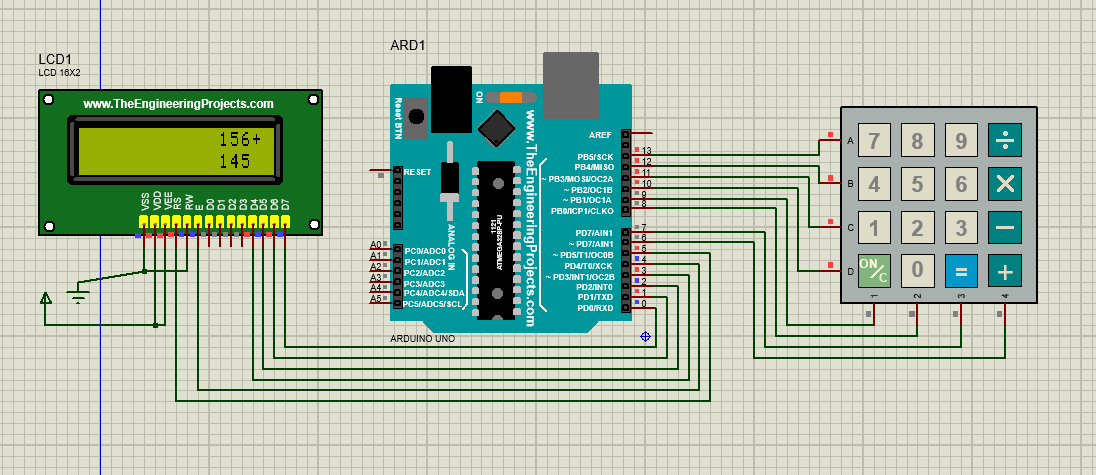 LCD1
LCD 16X2
www.TheEngineeringProjects.com
156+
145
VSS
VDD
VEE
RS
RW
E
D0
D1
D2
D3
D4
D5
D6
D7
ARD1
Reset BTN
ON
www.TheEngineeringProjects.com
RESET
ANALOG IN
ATMEGA328P-PU
1121
A0
A1
A2
A3
A4
A5
PC0/ADC0
PC1/ADC1
PC2/ADC2
PC3/ADC3
PC4/ADC4/SDA
PC5/ADC5/SCL
ARDUINO UNO
AREF
PB5/SCK 13
PB4/MISO 12
~ PB3/MOSI/OC2A 11
~ PB2/OC1B 10
~ PB1/OC1A 9
PB0/ICP1/CLKO 8
PD7/AIN1 7
~ PD7/AIN1 6
~ PD5/T1/OC0B 5
PD4/T0/XCK 4
~ PD3/INT1/OC2B 3
PD2/INT0 2
PD1/TXD 1
PD0/RXD 0
A 7 8 9 ÷
B 4 5 6 ×
C 1 2 3 −
D ON/C 0 = +
1 2 3 4